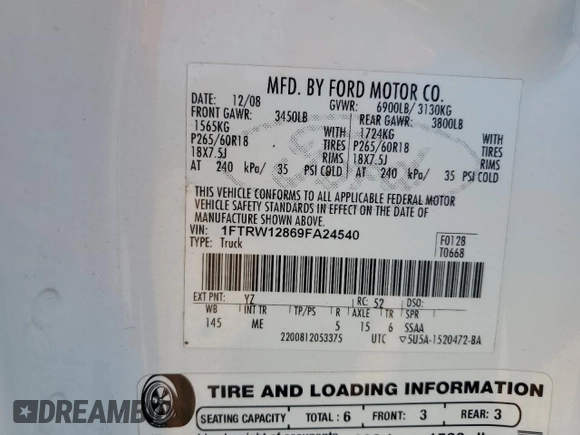 MFD. BY FORD MOTOR CO.
DATE: 12/08 GVWR: 6900LB/ 3130KG
FRONT GAWR: 3450LB REAR GAWR: 3800LB
1565KG WITH 1724KG WITH
P265/60R18 TIRES P265/60R18 TIRES
18X7.5J RIMS 18X7.5J RIMS
AT 240 kPa/ 35 PSI COLD AT 240 kPa/ 35 PSI COLD
THIS VEHICLE CONFORMS TO ALL APPLICABLE FEDERAL MOTOR
VEHICLE SAFETY STANDARDS IN EFFECT ON THE DATE OF
MANUFACTURE SHOWN ABOVE.
VIN: 1FTRW12869FA24540
TYPE: Truck
F0128
T0668
EXT PNT: YZ RC: 52 DSO:
WB INT TR TP/PS R AXLE TR SPR
145 ME 5 15 6 SSAA
2200812053375 UTC ▽5U5A-1520472-BA
TIRE AND LOADING INFORMATION
SEATING CAPACITY TOTAL : 6 FRONT: 3 REAR: 3
DREAMB